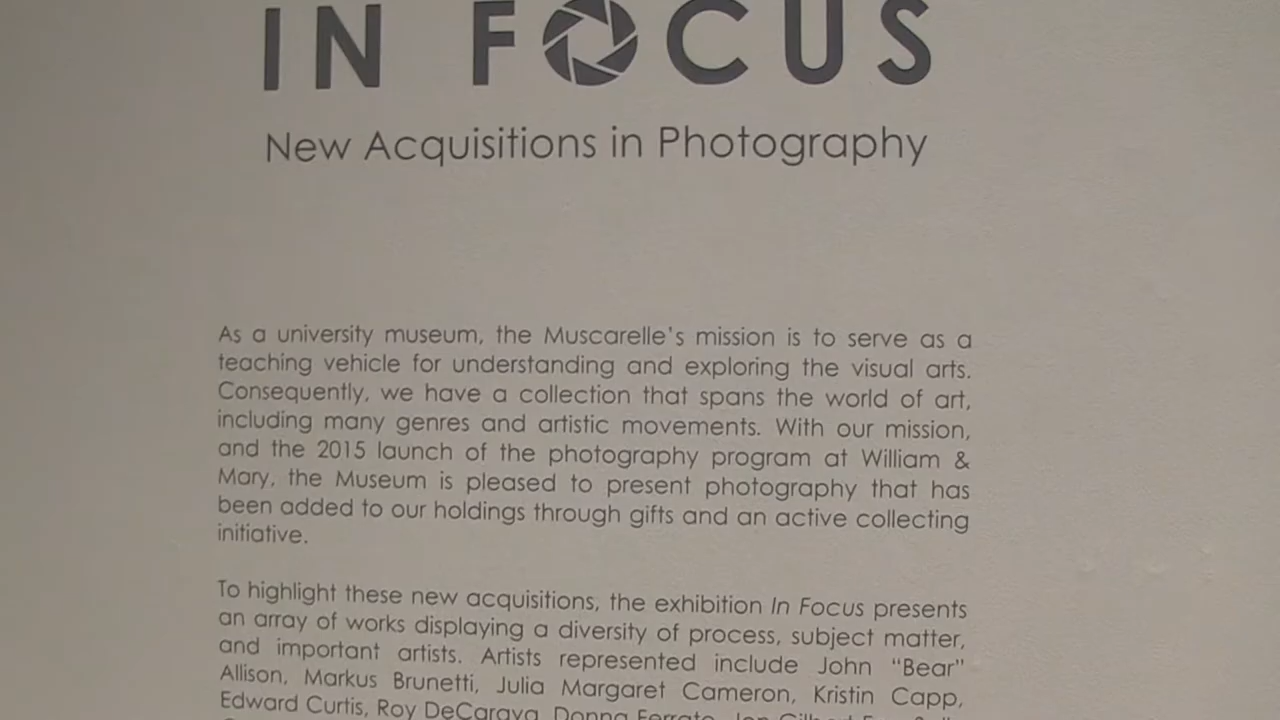 IN FOCUS
New Acquisitions in Photography
As a university museum, the Muscarelle's mission is to serve as a
teaching vehicle for understanding and exploring the visual arts.
Consequently, we have a collection that spans the world of art,
including many genres and artistic movements. With our mission,
and the 2015 launch of the photography program at William &
Mary, the Museum is pleased to present photography that has
been added to our holdings through gifts and an active collecting
initiative.
To highlight these new acquisitions, the exhibition In Focus presents
an array of works displaying a diversity of process, subject matter,
and important artists. Artists represented include John “Bear”
Allison, Markus Brunetti, Julia Margaret Cameron, Kristin Capp,
Edward Curtis, Roy DeCarava, Donna Ferrato,